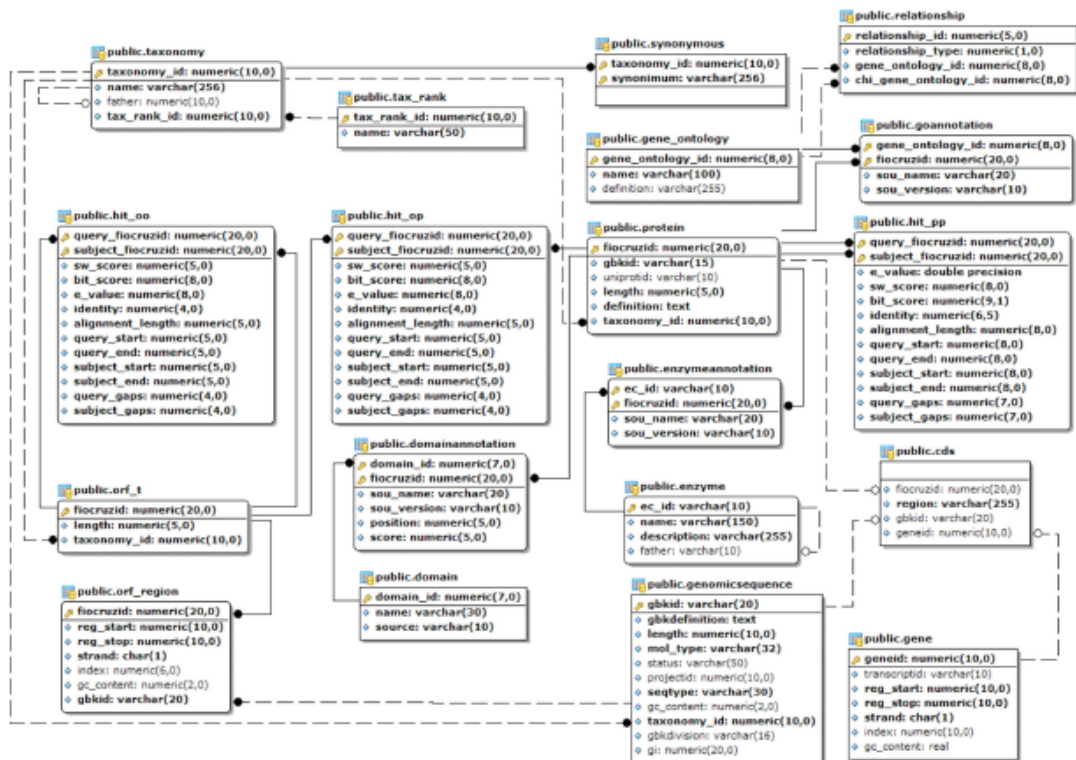 public.taxonomy
taxonomy_id: numeric(10,0)
name: varchar(256)
father: numeric(10,0)
tax_rank_id: numeric(10,0)
public.tax_rank
tax_rank_id: numeric(10,0)
name: varchar(50)
public.synonymous
taxonomy_id: numeric(10,0)
synonimum: varchar(256)
public.relationship
relationship_id: numeric(5,0)
relationship_type: numeric(1,0)
gene_ontology_id: numeric(8,0)
chi_gene_ontology_id: numeric(8,0)
public.gene_ontology
gene_ontology_id: numeric(8,0)
name: varchar(100)
definition: varchar(255)
public.goannotation
gene_ontology_id: numeric(8,0)
fiocruzid: numeric(20,0)
sou_name: varchar(20)
sou_version: varchar(10)
public.hit_oo
query_fiocruzid: numeric(20,0)
subject_fiocruzid: numeric(20,0)
sw_score: numeric(5,0)
bit_score: numeric(8,0)
e_value: numeric(8,0)
identity: numeric(4,0)
alignment_length: numeric(5,0)
query_start: numeric(5,0)
query_end: numeric(5,0)
subject_start: numeric(5,0)
subject_end: numeric(5,0)
query_gaps: numeric(4,0)
subject_gaps: numeric(4,0)
public.hit_op
query_fiocruzid: numeric(20,0)
subject_fiocruzid: numeric(20,0)
sw_score: numeric(5,0)
bit_score: numeric(8,0)
e_value: numeric(8,0)
identity: numeric(4,0)
alignment_length: numeric(5,0)
query_start: numeric(5,0)
query_end: numeric(5,0)
subject_start: numeric(5,0)
subject_end: numeric(5,0)
query_gaps: numeric(4,0)
subject_gaps: numeric(4,0)
public.protein
fiocruzid: numeric(20,0)
gbkid: varchar(15)
uniprotid: varchar(10)
length: numeric(5,0)
definition: text
taxonomy_id: numeric(10,0)
public.hit_pp
query_fiocruzid: numeric(20,0)
subject_fiocruzid: numeric(20,0)
e_value: double precision
sw_score: numeric(8,0)
bit_score: numeric(9,1)
identity: numeric(6,5)
alignment_length: numeric(8,0)
query_start: numeric(8,0)
query_end: numeric(8,0)
subject_start: numeric(8,0)
subject_end: numeric(8,0)
query_gaps: numeric(7,0)
subject_gaps: numeric(7,0)
public.enzymeannotation
ec_id: varchar(10)
fiocruzid: numeric(20,0)
sou_name: varchar(20)
sou_version: varchar(10)
public.domainannotation
domain_id: numeric(7,0)
fiocruzid: numeric(20,0)
sou_name: varchar(20)
sou_version: varchar(10)
position: numeric(5,0)
score: numeric(5,0)
public.cds
fiocruzid: numeric(20,0)
region: varchar(255)
gbkid: varchar(20)
geneid: numeric(10,0)
public.orf_t
fiocruzid: numeric(20,0)
length: numeric(5,0)
taxonomy_id: numeric(10,0)
public.enzyme
ec_id: varchar(10)
name: varchar(150)
description: varchar(255)
father: varchar(10)
public.domain
domain_id: numeric(7,0)
name: varchar(30)
source: varchar(10)
public.orf_region
fiocruzid: numeric(20,0)
reg_start: numeric(10,0)
reg_stop: numeric(10,0)
strand: char(1)
index: numeric(6,0)
gc_content: numeric(2,0)
gbkid: varchar(20)
public.genomicsequence
gbkid: varchar(20)
gbkdefinition: text
length: numeric(10,0)
mol_type: varchar(32)
status: varchar(50)
projectid: numeric(10,0)
seqtype: varchar(30)
gc_content: numeric(2,0)
taxonomy_id: numeric(10,0)
gbkdivision: varchar(16)
gi: numeric(20,0)
public.gene
geneid: numeric(10,0)
transcriptid: varchar(10)
reg_start: numeric(10,0)
reg_stop: numeric(10,0)
strand: char(1)
index: numeric(10,0)
gc_content: real